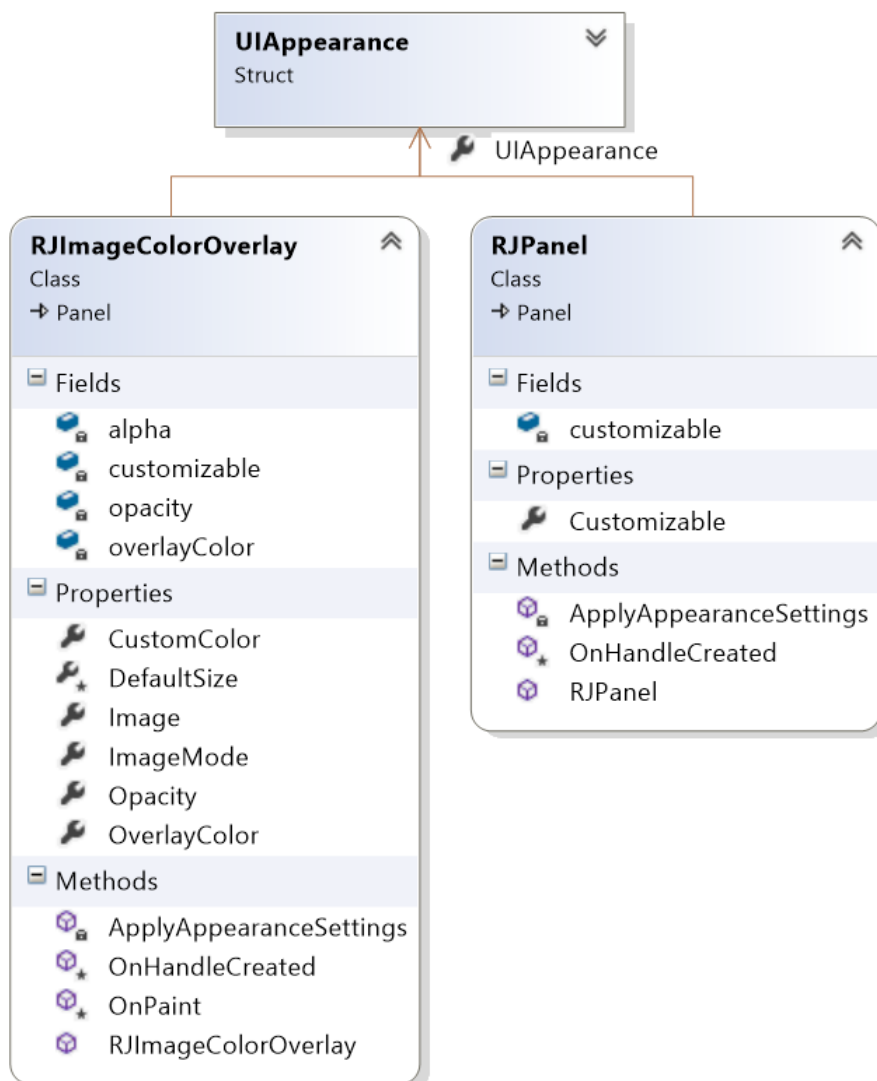 UIAppearance
Struct
UIAppearance
RJImageColorOverlay
Class
Panel
Fields
alpha
customizable
opacity
overlayColor
Properties
CustomColor
DefaultSize
Image
ImageMode
Opacity
OverlayColor
Methods
ApplyAppearanceSettings
OnHandleCreated
OnPaint
RJImageColorOverlay
RJPanel
Class
Panel
Fields
customizable
Properties
Customizable
Methods
ApplyAppearanceSettings
OnHandleCreated
RJPanel